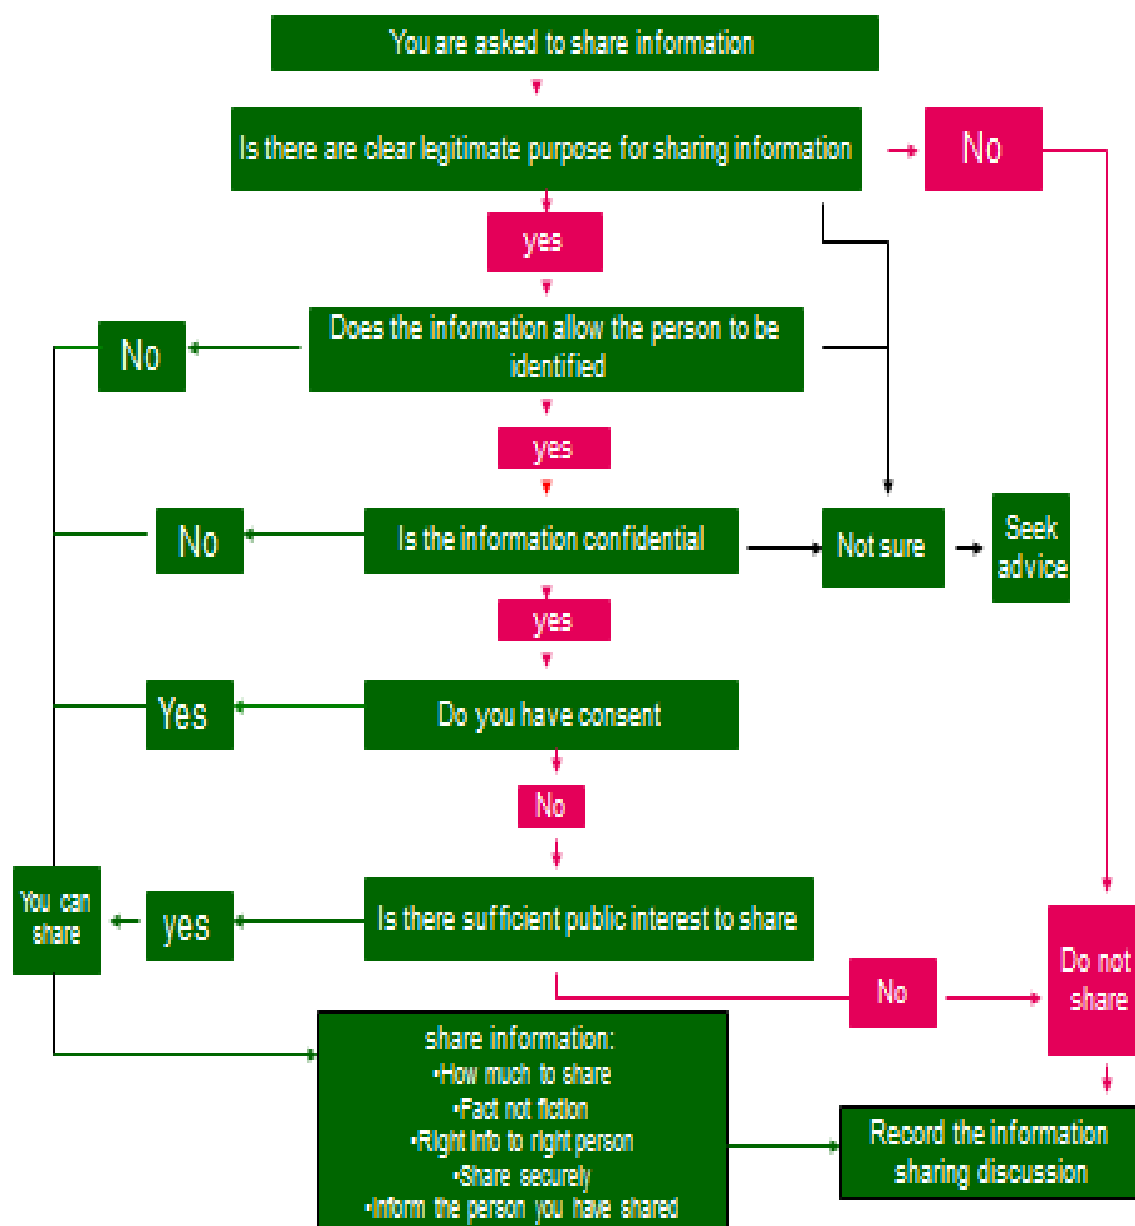 You are asked to share information
Is there are clear legitimate purpose for sharing information
No
yes
Does the information allow the person to be
identified
No
yes
Is the information confidential
No
Not sure
Seek
advice
yes
Do you have consent
Yes
No
Is there sufficient public interest to share
yes
You can
share
No
Do not
share
share information:
•How much to share
•Fact not fiction
•Right info to right person
•Share securely
•Inform the person you have shared
Record the information
sharing discussion